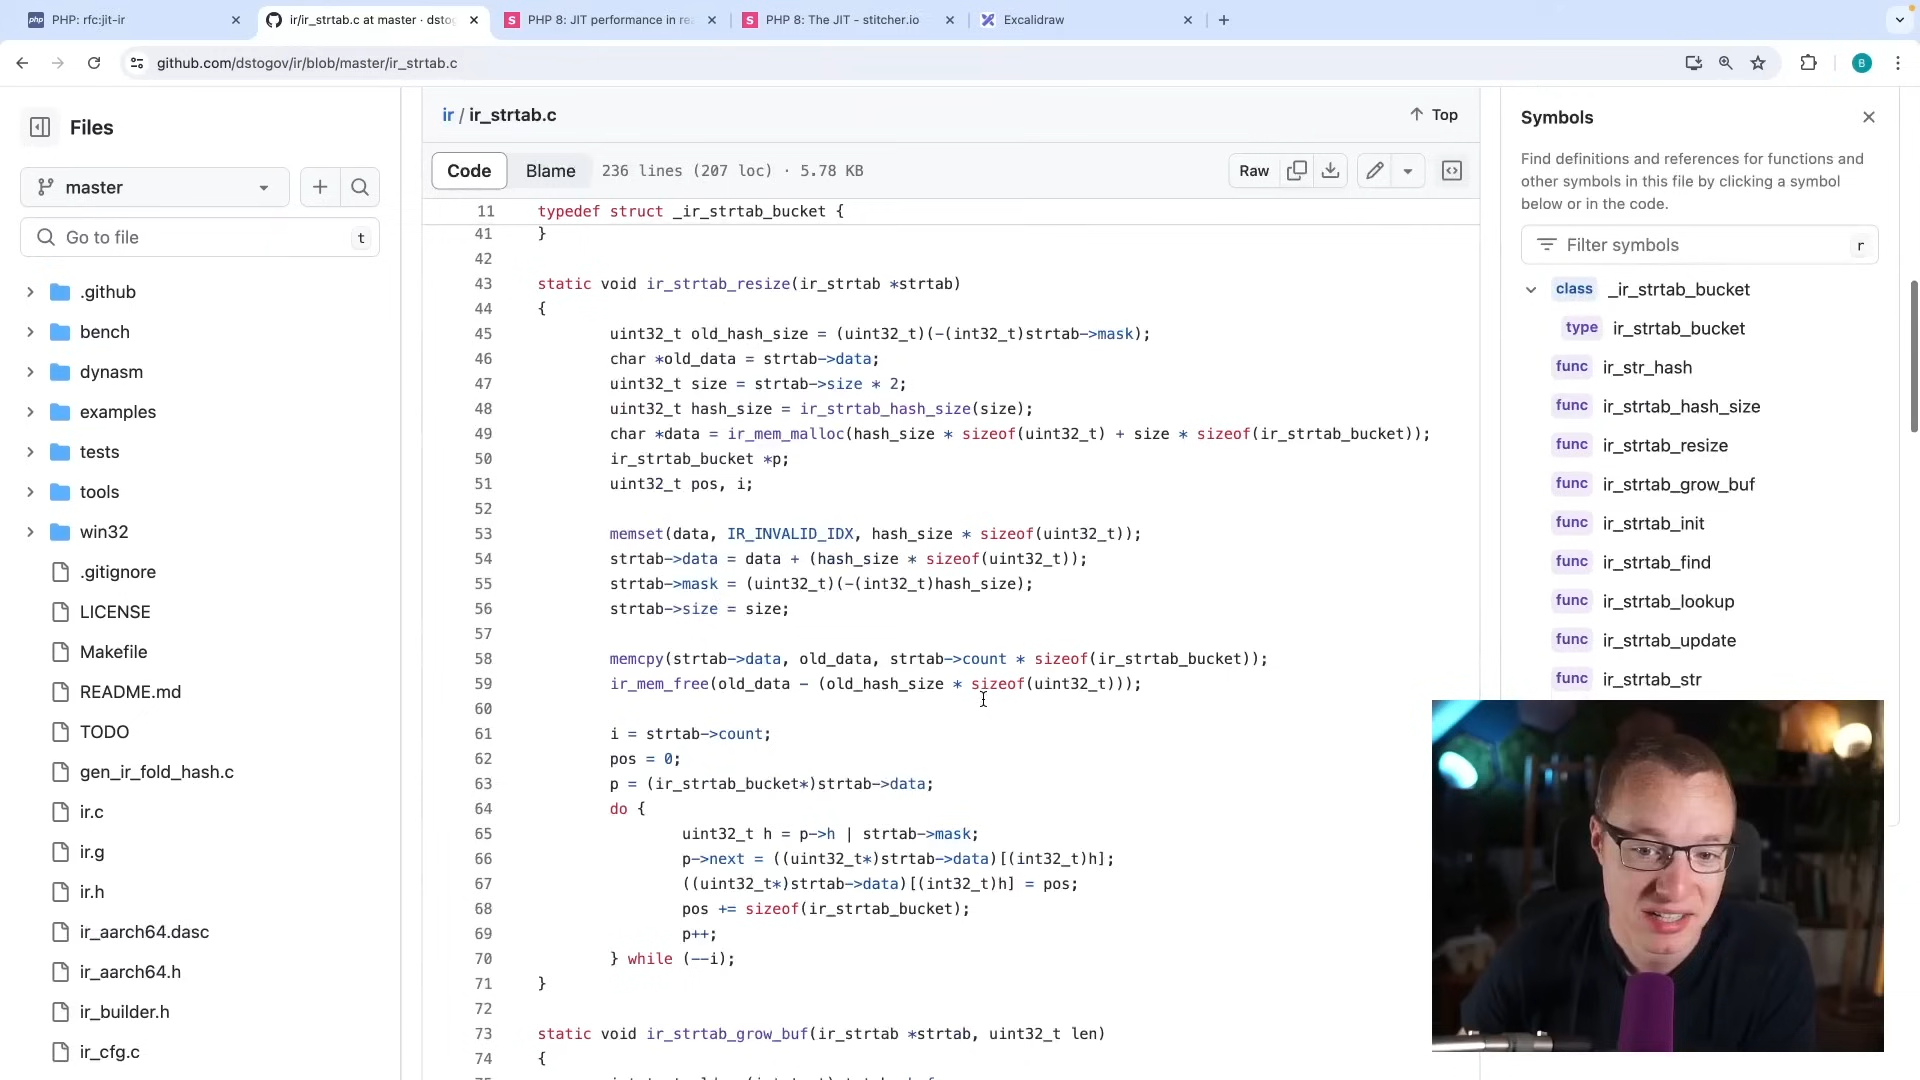 PHP: rfc:jit-ir
ir/ir_strtab.c at master · dstog
PHP 8: JIT performance in re
PHP 8: The JIT - stitcher.io
Excalidraw
github.com/dstogov/ir/blob/master/ir_strtab.c
B
Files
master
Go to file
t
.github
bench
dynasm
examples
tests
tools
win32
.gitignore
LICENSE
Makefile
README.md
TODO
gen_ir_fold_hash.c
ir.c
ir.g
ir.h
ir_aarch64.dasc
ir_aarch64.h
ir_builder.h
ir_cfg.c
ir / ir_strtab.c
Top
Code
Blame
236 lines (207 loc) · 5.78 KB
Raw
11 typedef struct _ir_strtab_bucket {
41 }
42
43 static void ir_strtab_resize(ir_strtab *strtab)
44 {
45 uint32_t old_hash_size = (uint32_t)(-(int32_t)strtab->mask);
46 char *old_data = strtab->data;
47 uint32_t size = strtab->size * 2;
48 uint32_t hash_size = ir_strtab_hash_size(size);
49 char *data = ir_mem_malloc(hash_size * sizeof(uint32_t) + size * sizeof(ir_strtab_bucket));
50 ir_strtab_bucket *p;
51 uint32_t pos, i;
52
53 memset(data, IR_INVALID_IDX, hash_size * sizeof(uint32_t));
54 strtab->data = data + (hash_size * sizeof(uint32_t));
55 strtab->mask = (uint32_t)(-(int32_t)hash_size);
56 strtab->size = size;
57
58 memcpy(strtab->data, old_data, strtab->count * sizeof(ir_strtab_bucket));
59 ir_mem_free(old_data - (old_hash_size * sizeof(uint32_t)));
60
61 i = strtab->count;
62 pos = 0;
63 p = (ir_strtab_bucket*)strtab->data;
64 do {
65 uint32_t h = p->h | strtab->mask;
66 p->next = ((uint32_t*)strtab->data)[(int32_t)h];
67 ((uint32_t*)strtab->data)[(int32_t)h] = pos;
68 pos += sizeof(ir_strtab_bucket);
69 p++;
70 } while (--i);
71 }
72
73 static void ir_strtab_grow_buf(ir_strtab *strtab, uint32_t len)
74 {
Symbols
Find definitions and references for functions and
other symbols in this file by clicking a symbol
below or in the code.
Filter symbols
r
class _ir_strtab_bucket
type ir_strtab_bucket
func ir_str_hash
func ir_strtab_hash_size
func ir_strtab_resize
func ir_strtab_grow_buf
func ir_strtab_init
func ir_strtab_find
func ir_strtab_lookup
func ir_strtab_update
func ir_strtab_str